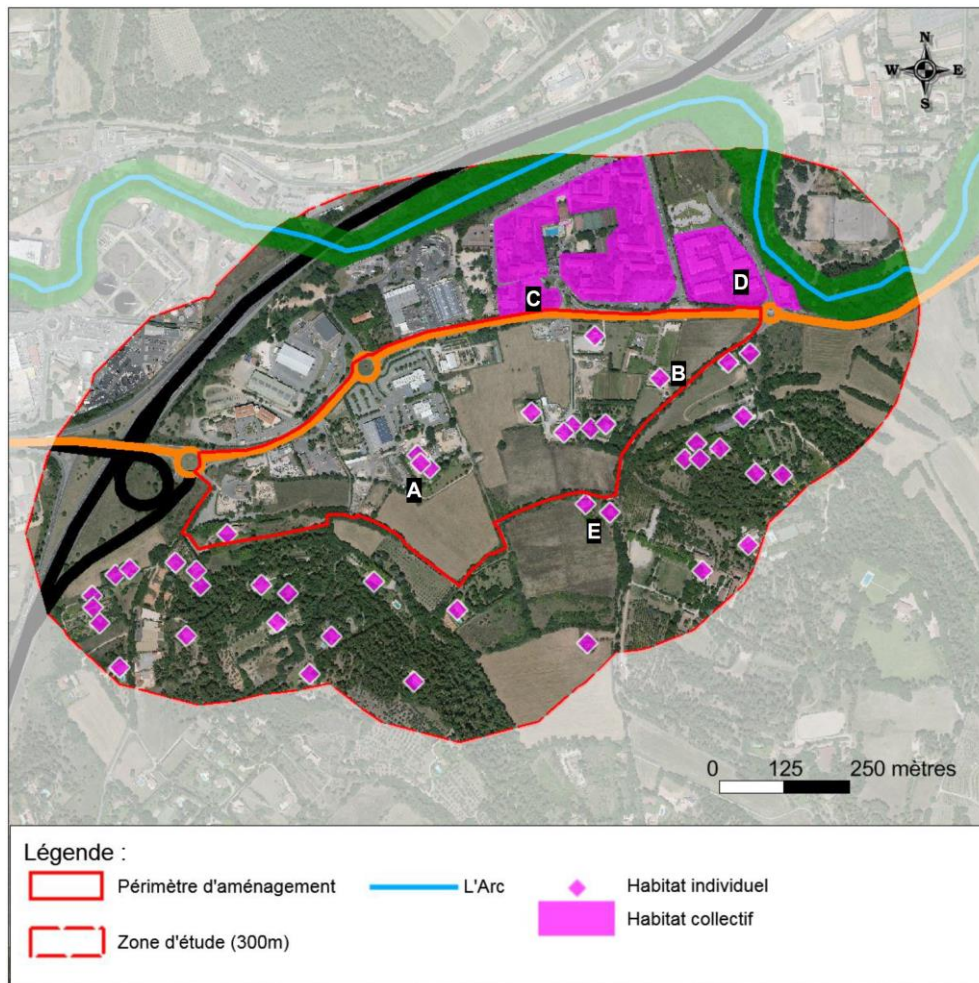 N
W E
S
C
D
B
A
E
0 125 250 mètres
Légende :
Périmètre d'aménagement
L'Arc
Habitat individuel
Habitat collectif
Zone d'étude (300m)